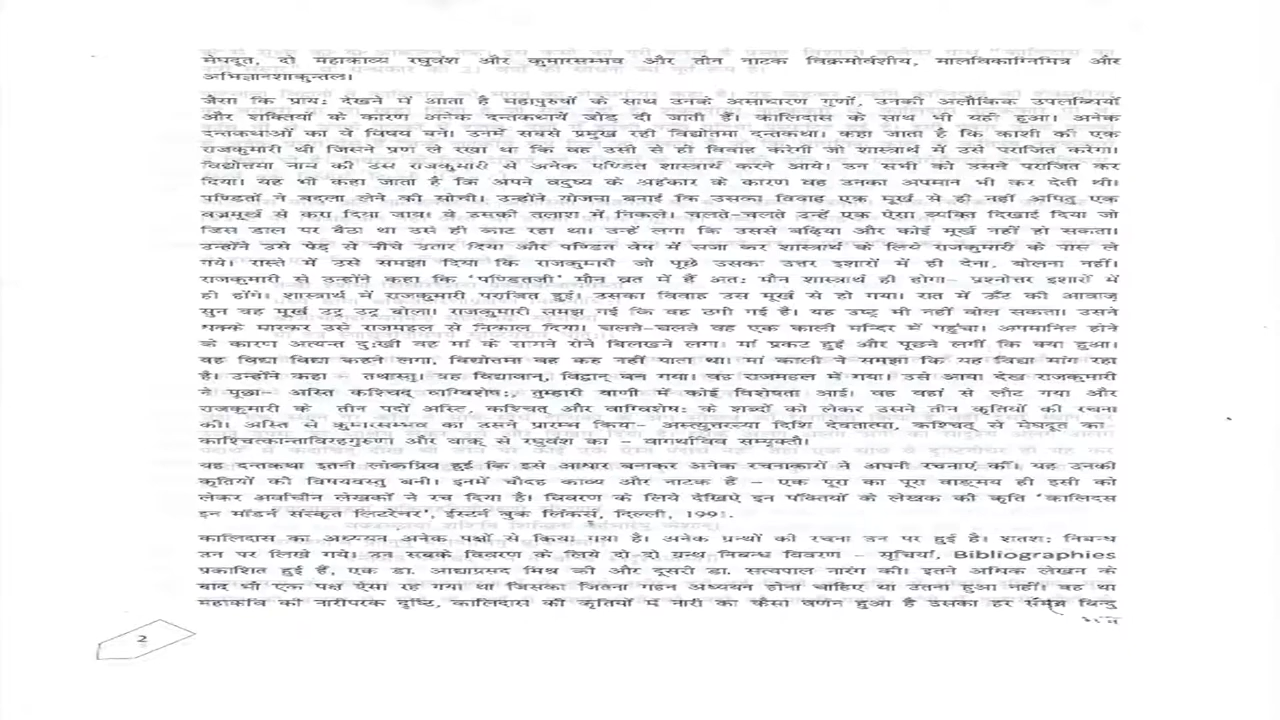 मेघदूत, दो महाकाव्य रघुवंश और कुमारसम्भव और तीन नाटक विक्रमोर्वशीय, मालविकाग्निमित्र और
अभिज्ञानशाकुन्तल।
जैसा कि प्रायः देखने में आता है महापुरुषों के साथ उनके असाधारण गुणों, उनकी अलौकिक उपलब्धियों
और शक्तियों के कारण अनेक दन्तकथायें जोड़ दी जाती हैं। कालिदास के साथ भी यही हुआ। अनेक
दन्तकथाओं का वे विषय बने। उनमें सबसे प्रमुख रही विद्योतमा दन्तकथा। कहा जाता है कि काशी की एक
राजकुमारी थी जिसने प्रण ले रखा था कि वह उसी से ही विवाह करेगी जो शास्त्रार्थ में उसे पराजित करेगा।
विद्योत्तमा नाम की उस राजकुमारी से अनेक पण्डित शास्त्रार्थ करने आये। उन सभी को उसने पराजित कर
दिया। यह भी कहा जाता है कि अपने वदुष्य के अहंकार के कारण वह उनका अपमान भी कर देती थी।
पण्डितों ने बदला लेने की सोची। उन्होंने योजना बनाई कि उसका विवाह एक मूर्ख से ही नहीं अपितु एक
वज्रमूर्ख से करा दिया जाय। वे उसकी तलाश में निकले। चलते-चलते उन्हें एक ऐसा व्यक्ति दिखाई दिया जो
जिस डाल पर बैठा था उसे ही काट रहा था। उन्हें लगा कि उससे बढ़िया और कोई मूर्ख नहीं हो सकता।
उन्होंने उसे पेड़ से नीचे उतार दिया और पण्डित वेष में सजा कर शास्त्रार्थ के लिये राजकुमारी के पास ले
गये। रास्ते में उसे समझा दिया कि राजकुमारी जो पूछे उसका उत्तर इशारों में ही देना, बोलना नहीं।
राजकुमारी से उन्होंने कहा कि ‘पण्डितजी’ मौन व्रत में हैं अतः मौन शास्त्रार्थ ही होगा- प्रश्नोत्तर इशारों में
ही होंगे। शास्त्रार्थ में राजकुमारी पराजित हुई। उसका विवाह उस मूर्ख से हो गया। रात में ऊँट की आवाज़
सुन वह मूर्ख उट्र उट्र बोला। राजकुमारी समझ गई कि वह ठगी गई है। यह उष्ट्र भी नहीं बोल सकता। उसने
धक्के मारकर उसे राजमहल से निकाल दिया। चलते-चलते वह एक काली मन्दिर में पहुंचा। अपमानित होने
के कारण अत्यन्त दुःखी वह मां के सामने रोने बिलखने लगा। मां प्रकट हुई और पूछने लगीं कि क्या हुआ।
वह विद्या विद्या कहने लगा, विद्योत्तमा वह कह नहीं पाता था। मां काली ने समझा कि यह विद्या मांग रहा
है। उन्होंने कहा - तथास्तु। वह विद्यावान्, विद्वान् बन गया। वह राजमहल में गया। उसे आया देख राजकुमारी
ने पूछा- अस्ति कश्चिद् वाग्विशेषः, तुम्हारी वाणी में कोई विशेषता आई। वह वहां से लौट गया और
राजकुमारी के तीन पदों अस्ति, कश्चित् और वाग्विशेषः के शब्दों को लेकर उसने तीन कृतियों की रचना
की। अस्ति से कुमारसम्भव का उसने प्रारम्भ किया- अस्त्युत्तरस्या दिशि देवतात्मा, कश्चित् से मेघदूत का-
काश्चित्कान्ताविरहगुरुणा और वाक् से रघुवंश का - वागर्थाविव सम्पृक्तौ।
यह दन्तकथा इतनी लोकप्रिय हुई कि इसे आधार बनाकर अनेक रचनाकारों ने अपनी रचनाएं कीं। यह उनकी
कृतियों की विषयवस्तु बनी। इनमें चौदह काव्य और नाटक हैं - एक पूरा का पूरा वाङ्मय ही इसी को
लेकर अर्वाचीन लेखकों ने रच दिया है। विवरण के लिये देखिए इन पंक्तियों के लेखक की कृति ‘कालिदस
इन मॉडर्न संस्कृत लिटरेचर’, ईस्टर्न बुक लिंकर्स, दिल्ली,
कालिदास का अध्ययन अनेक पक्षों से किया गया है। अनेक ग्रन्थों की रचना उन पर हुई है। शतशः निबन्ध
उन पर लिखे गये। उन सबके विवरण के लिये दो-दो ग्रन्थ निबन्ध विवरण - सूचियां, Bibliographies
प्रकाशित हुई हैं, एक डा. आद्याप्रसद मिश्र की और दूसरी डा. सत्यपाल नारंग की। इतने अधिक लेखन के
बाद भी एक पक्ष ऐसा रह गया था जिसका जितना गहन अध्ययन होना चाहिए था उतना हुआ नहीं। वह था
महाकवि की नारीपरक दृष्टि, कालिदास की कृतियों में नारी का कैसा वर्णन हुआ है उसका हर बिन्दु
2